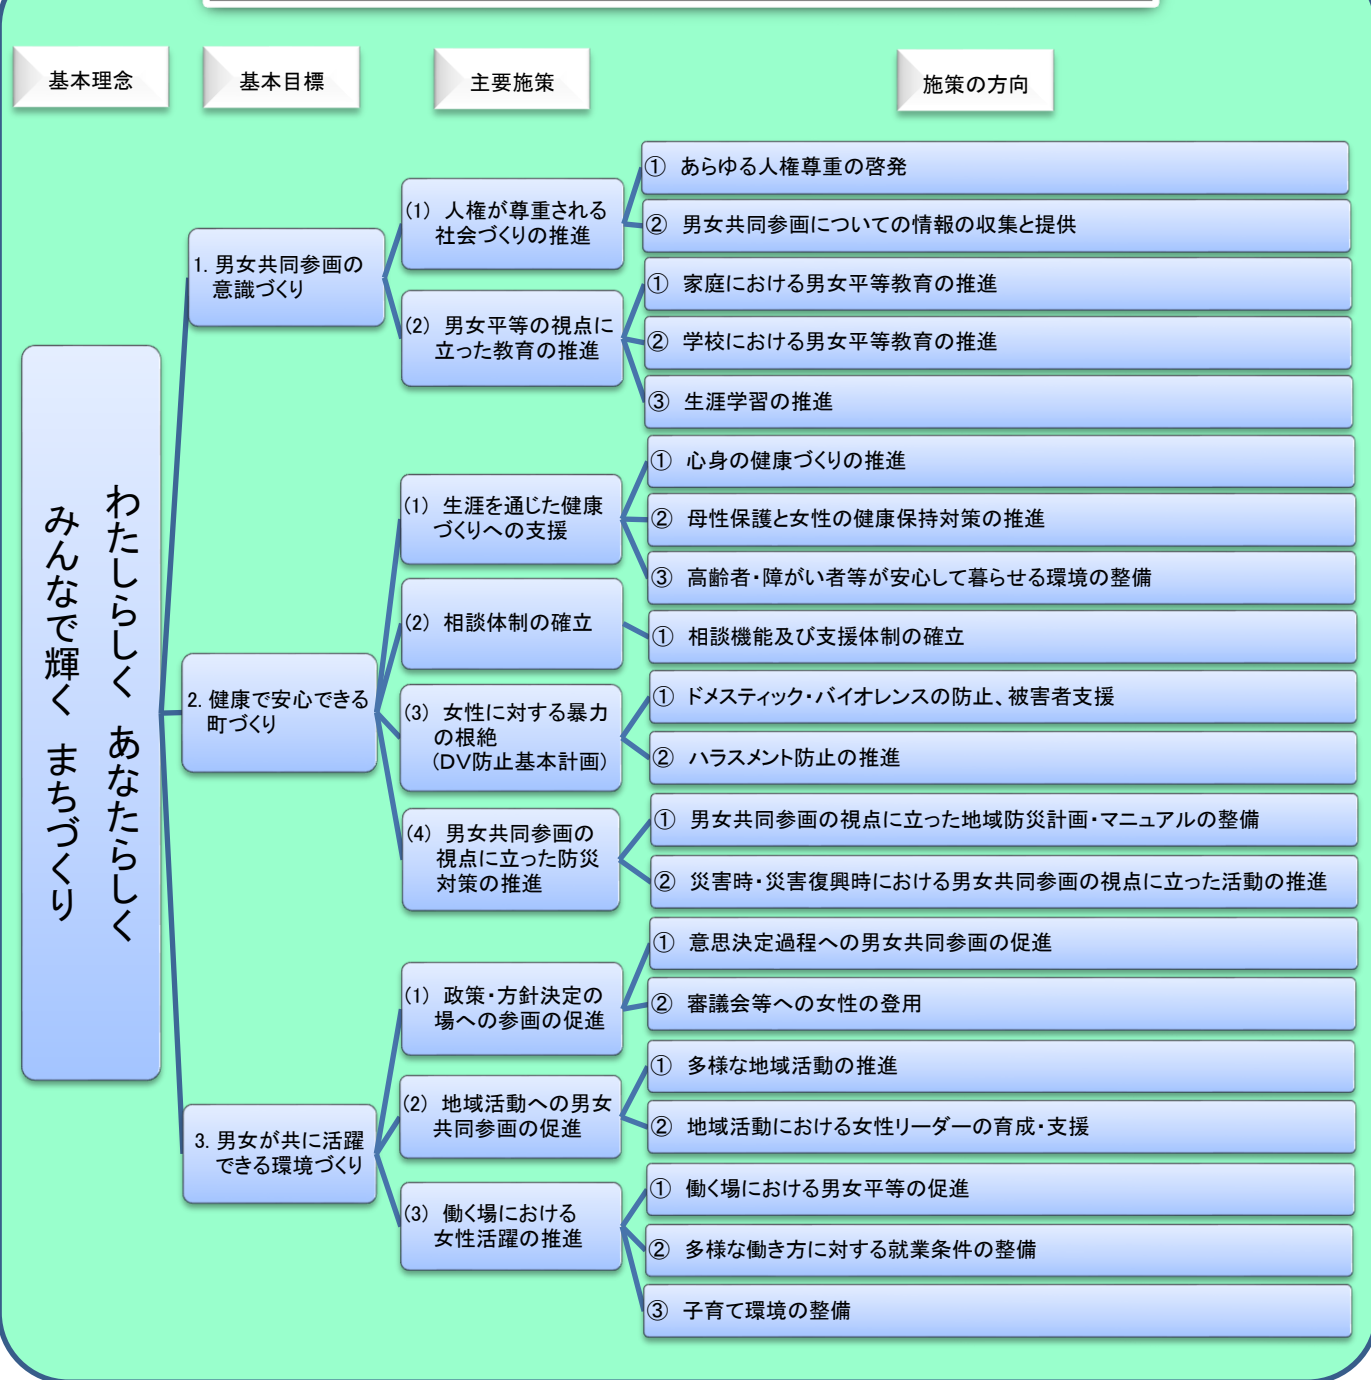 基本理念
基本目標
主要施策
施策の方向
わたしらしく あなたらしく
みんなで輝く まちづくり
1. 男女共同参画の
意識づくり
(1) 人権が尊重される
社会づくりの推進
① あらゆる人権尊重の啓発
② 男女共同参画についての情報の収集と提供
(2) 男女平等の視点に
立った教育の推進
① 家庭における男女平等教育の推進
② 学校における男女平等教育の推進
③ 生涯学習の推進
2. 健康で安心できる
町づくり
(1) 生涯を通じた健康
づくりへの支援
① 心身の健康づくりの推進
② 母性保護と女性の健康保持対策の推進
③ 高齢者・障がい者等が安心して暮らせる環境の整備
(2) 相談体制の確立
① 相談機能及び支援体制の確立
(3) 女性に対する暴力
の根絶
(DV防止基本計画)
① ドメスティック・バイオレンスの防止、被害者支援
② ハラスメント防止の推進
(4) 男女共同参画の
視点に立った防災
対策の推進
① 男女共同参画の視点に立った地域防災計画・マニュアルの整備
② 災害時・災害復興時における男女共同参画の視点に立った活動の推進
3. 男女が共に活躍
できる環境づくり
(1) 政策・方針決定の
場への参画の促進
① 意思決定過程への男女共同参画の促進
② 審議会等への女性の登用
(2) 地域活動への男女
共同参画の促進
① 多様な地域活動の推進
② 地域活動における女性リーダーの育成・支援
(3) 働く場における
女性活躍の推進
① 働く場における男女平等の促進
② 多様な働き方に対する就業条件の整備
③ 子育て環境の整備